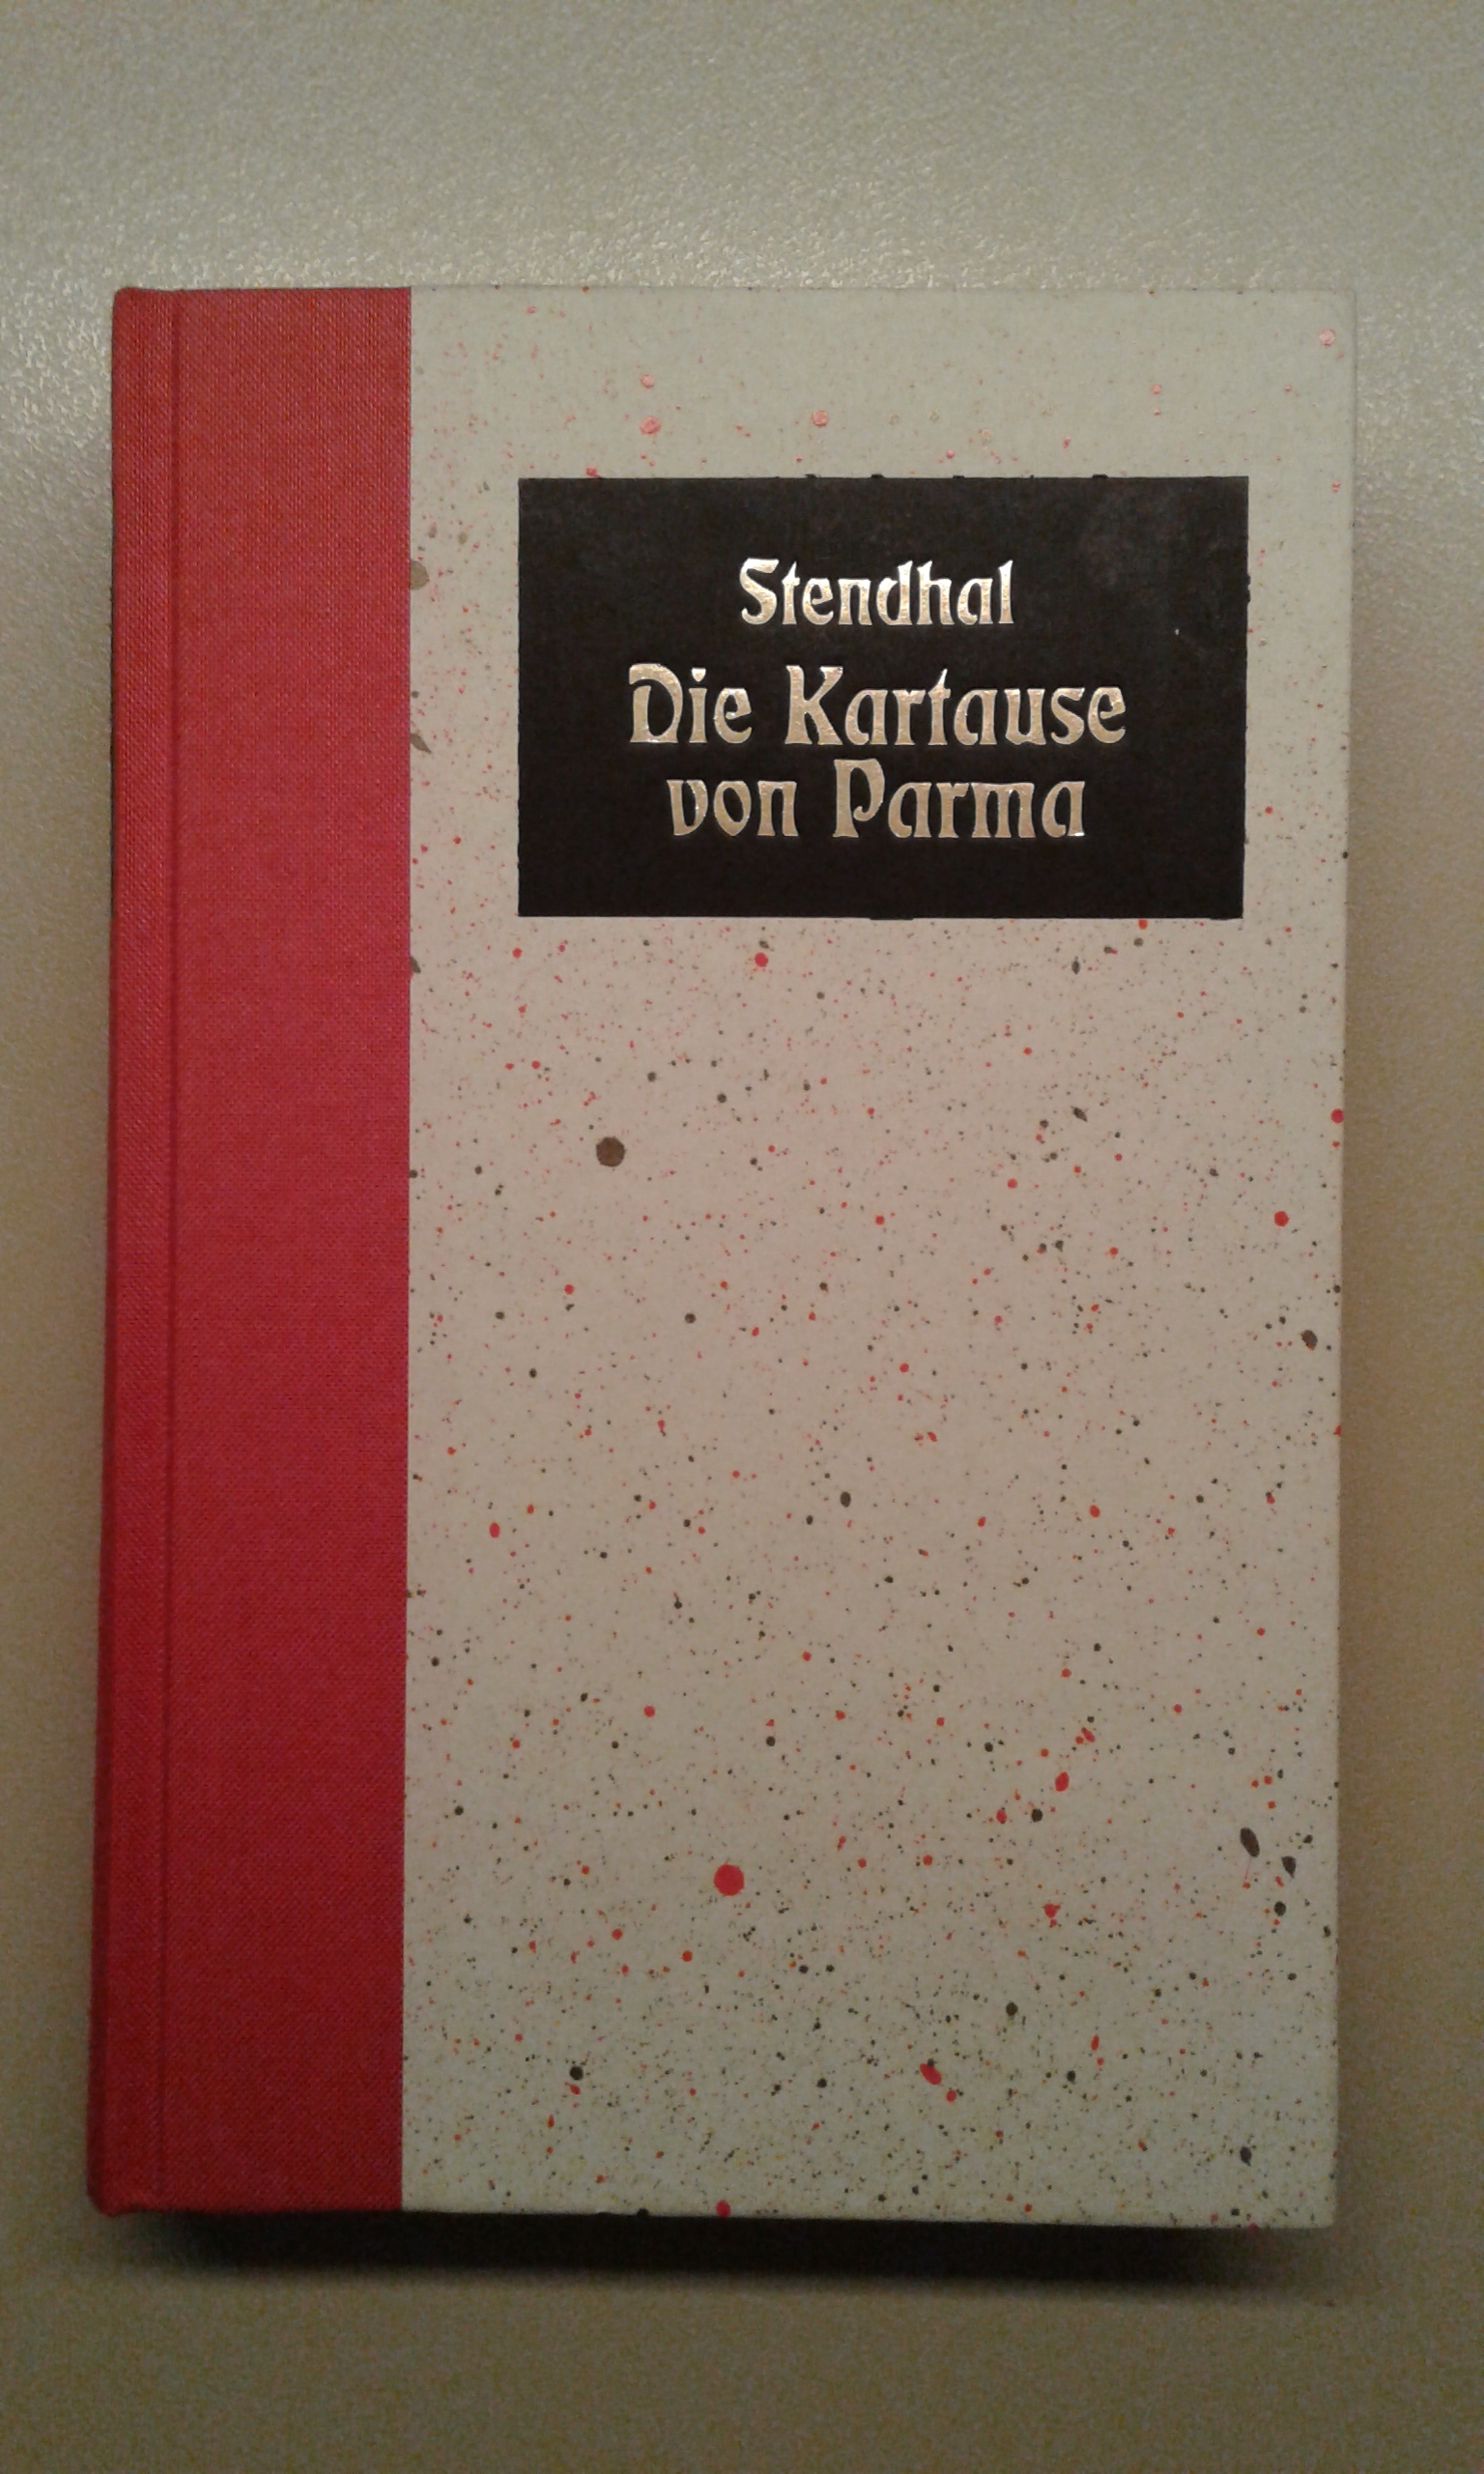 Stendhal
Die Kartause
von Parma